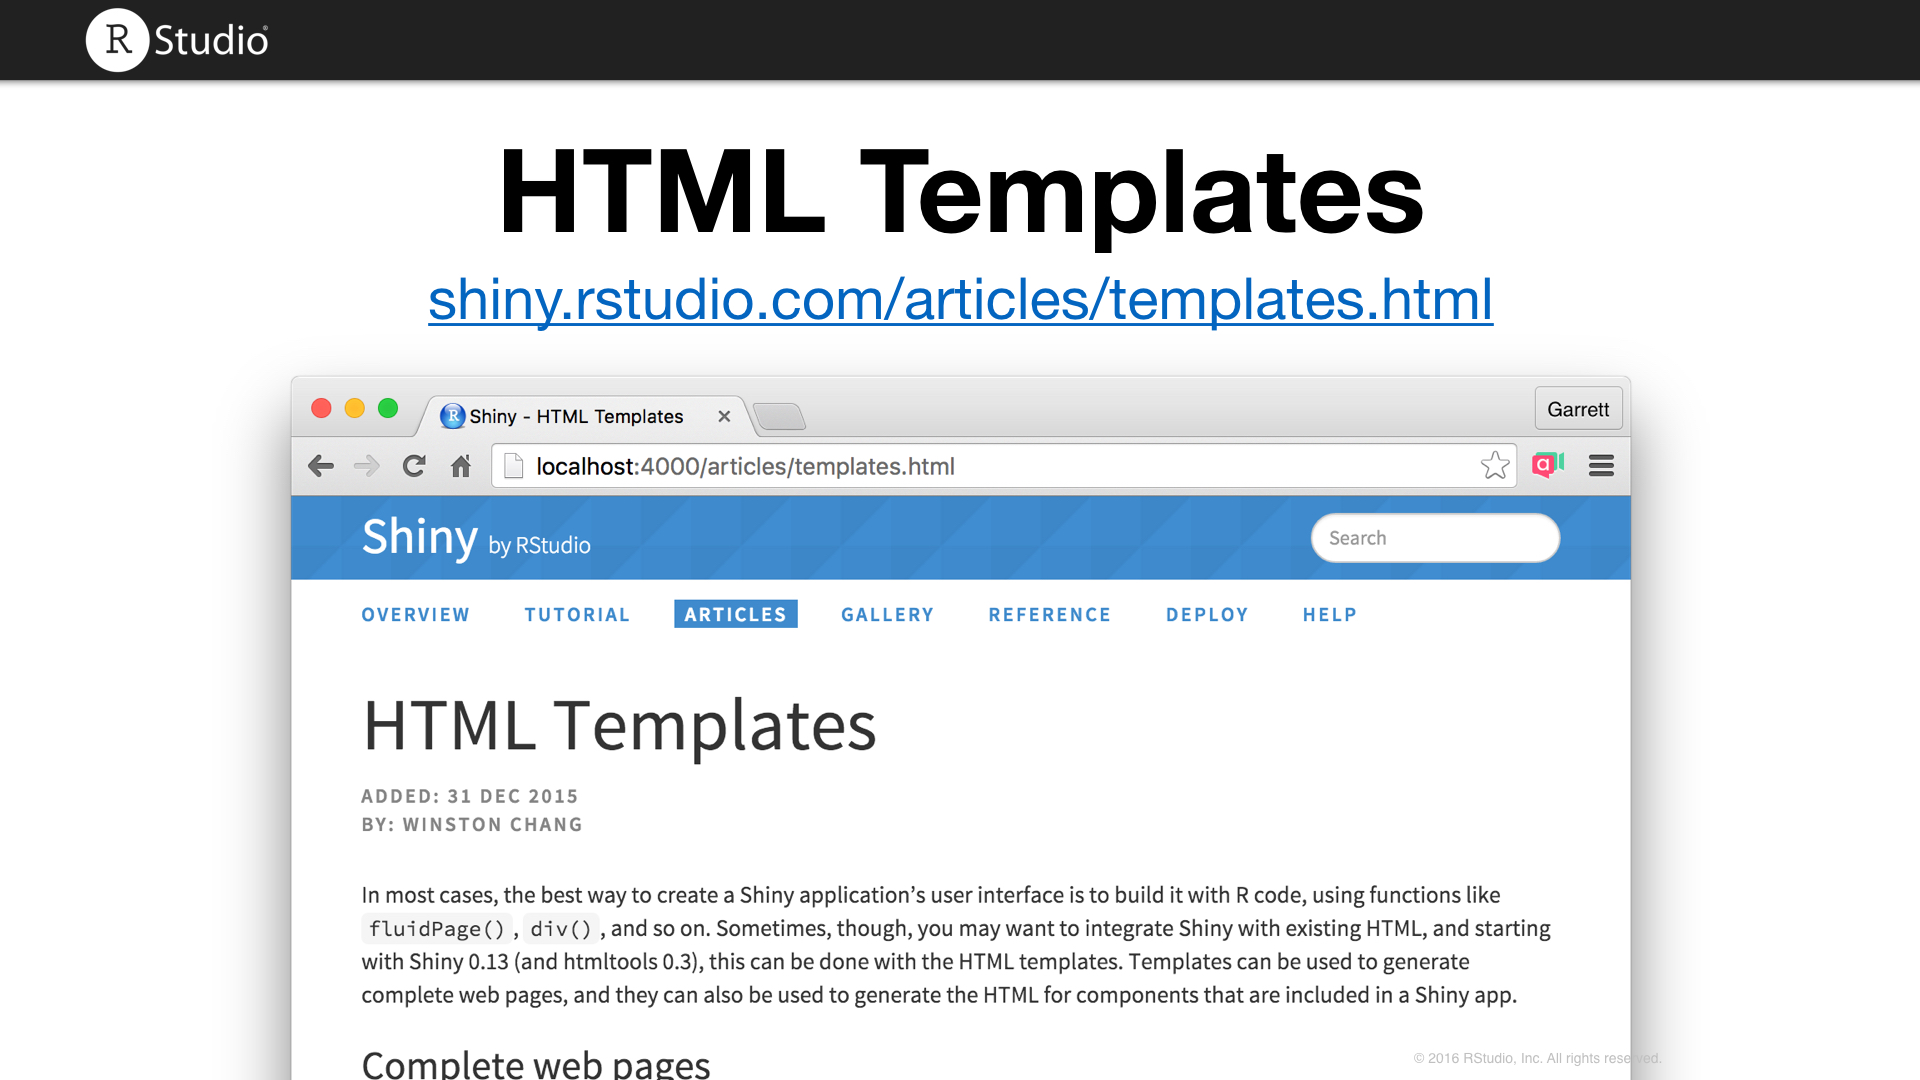 R Studio®
HTML Templates
shiny.rstudio.com/articles/templates.html
R Shiny - HTML Templates
Garrett
localhost:4000/articles/templates.html
a
Shiny by RStudio
Search
OVERVIEW TUTORIAL ARTICLES GALLERY REFERENCE DEPLOY HELP
HTML Templates
ADDED: 31 DEC 2015
BY: WINSTON CHANG
In most cases, the best way to create a Shiny application’s user interface is to build it with R code, using functions like
fluidPage(), div(), and so on. Sometimes, though, you may want to integrate Shiny with existing HTML, and starting
with Shiny 0.13 (and htmltools 0.3), this can be done with the HTML templates. Templates can be used to generate
complete web pages, and they can also be used to generate the HTML for components that are included in a Shiny app.
Complete web pages
© 2016 RStudio, Inc. All rights reserved.